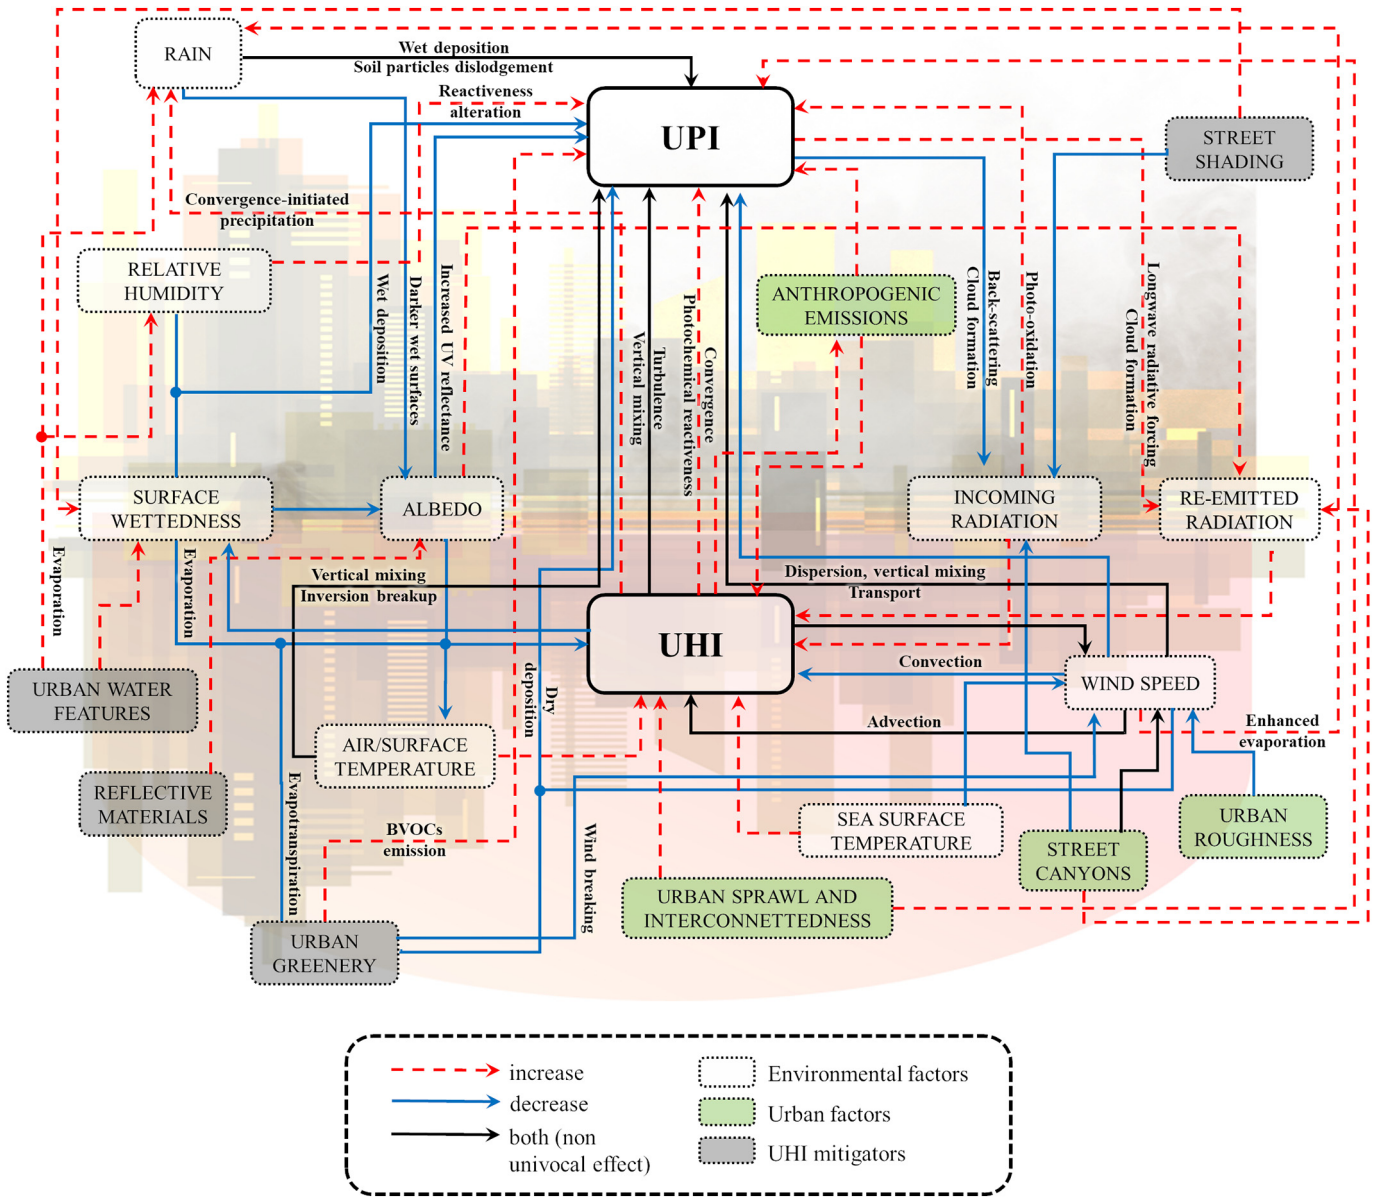 RAIN
Wet deposition
Soil particles dislodgement
Reactiveness
alteration
UPI
STREET
SHADING
Convergence-initiated
precipitation
RELATIVE
HUMIDITY
ANTHROPOGENIC
EMISSIONS
Wet deposition
Darker wet surfaces
Increased UV reflectance
Vertical mixing
Turbulence
Photochemical reactiveness
Convergence
Cloud formation
Back-scattering
Photo-oxidation
Cloud formation
Longwave radiative forcing
SURFACE
WETTEDNESS
ALBEDO
INCOMING
RADIATION
RE-EMITTED
RADIATION
Evaporation
Evaporation
Vertical mixing
Inversion breakup
Dispersion, vertical mixing
Transport
UHI
Convection
WIND SPEED
URBAN WATER
FEATURES
Dry
deposition
Advection
Enhanced
evaporation
AIR/SURFACE
TEMPERATURE
REFLECTIVE
MATERIALS
Evapotranspiration
BVOCs
emission
Wind breaking
SEA SURFACE
TEMPERATURE
STREET
CANYONS
URBAN
ROUGHNESS
URBAN SPRAWL AND
INTERCONNETTEDNESS
URBAN
GREENERY
increase
decrease
both (non
univocal effect)
Environmental factors
Urban factors
UHI mitigators